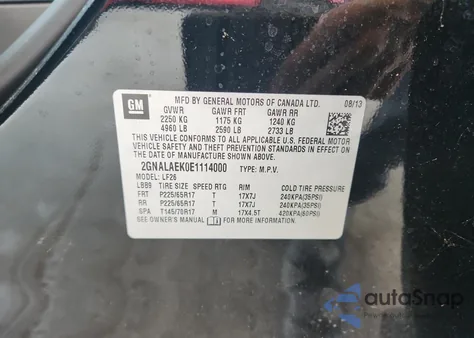 GM
MFD BY GENERAL MOTORS OF CANADA LTD. 08/13
GVWR GAWR FRT GAWR RR
2250 KG 1175 KG 1240 KG
4960 LB 2590 LB 2733 LB
THIS VEHICLE CONFORMS TO ALL APPLICABLE U.S. FEDERAL MOTOR
VEHICLE SAFETY AND THEFT PREVENTION STANDARDS IN EFFECT ON
THE DATE OF MANUFACTURE SHOWN ABOVE.
2GNALAEK0E1114000 TYPE: M.P.V.
MODEL: LF26
LBB9 TIRE SIZE SPEED RTG RIM COLD TIRE PRESSURE
FRT P225/65R17 T 17X7J 240KPA(35PSI)
RR P225/65R17 T 17X7J 240KPA(35PSI)
SPA T145/70R17 M 17X4.5T 420KPA(60PSI)
SEE OWNER'S MANUAL FOR MORE INFORMATION.
autoSnap